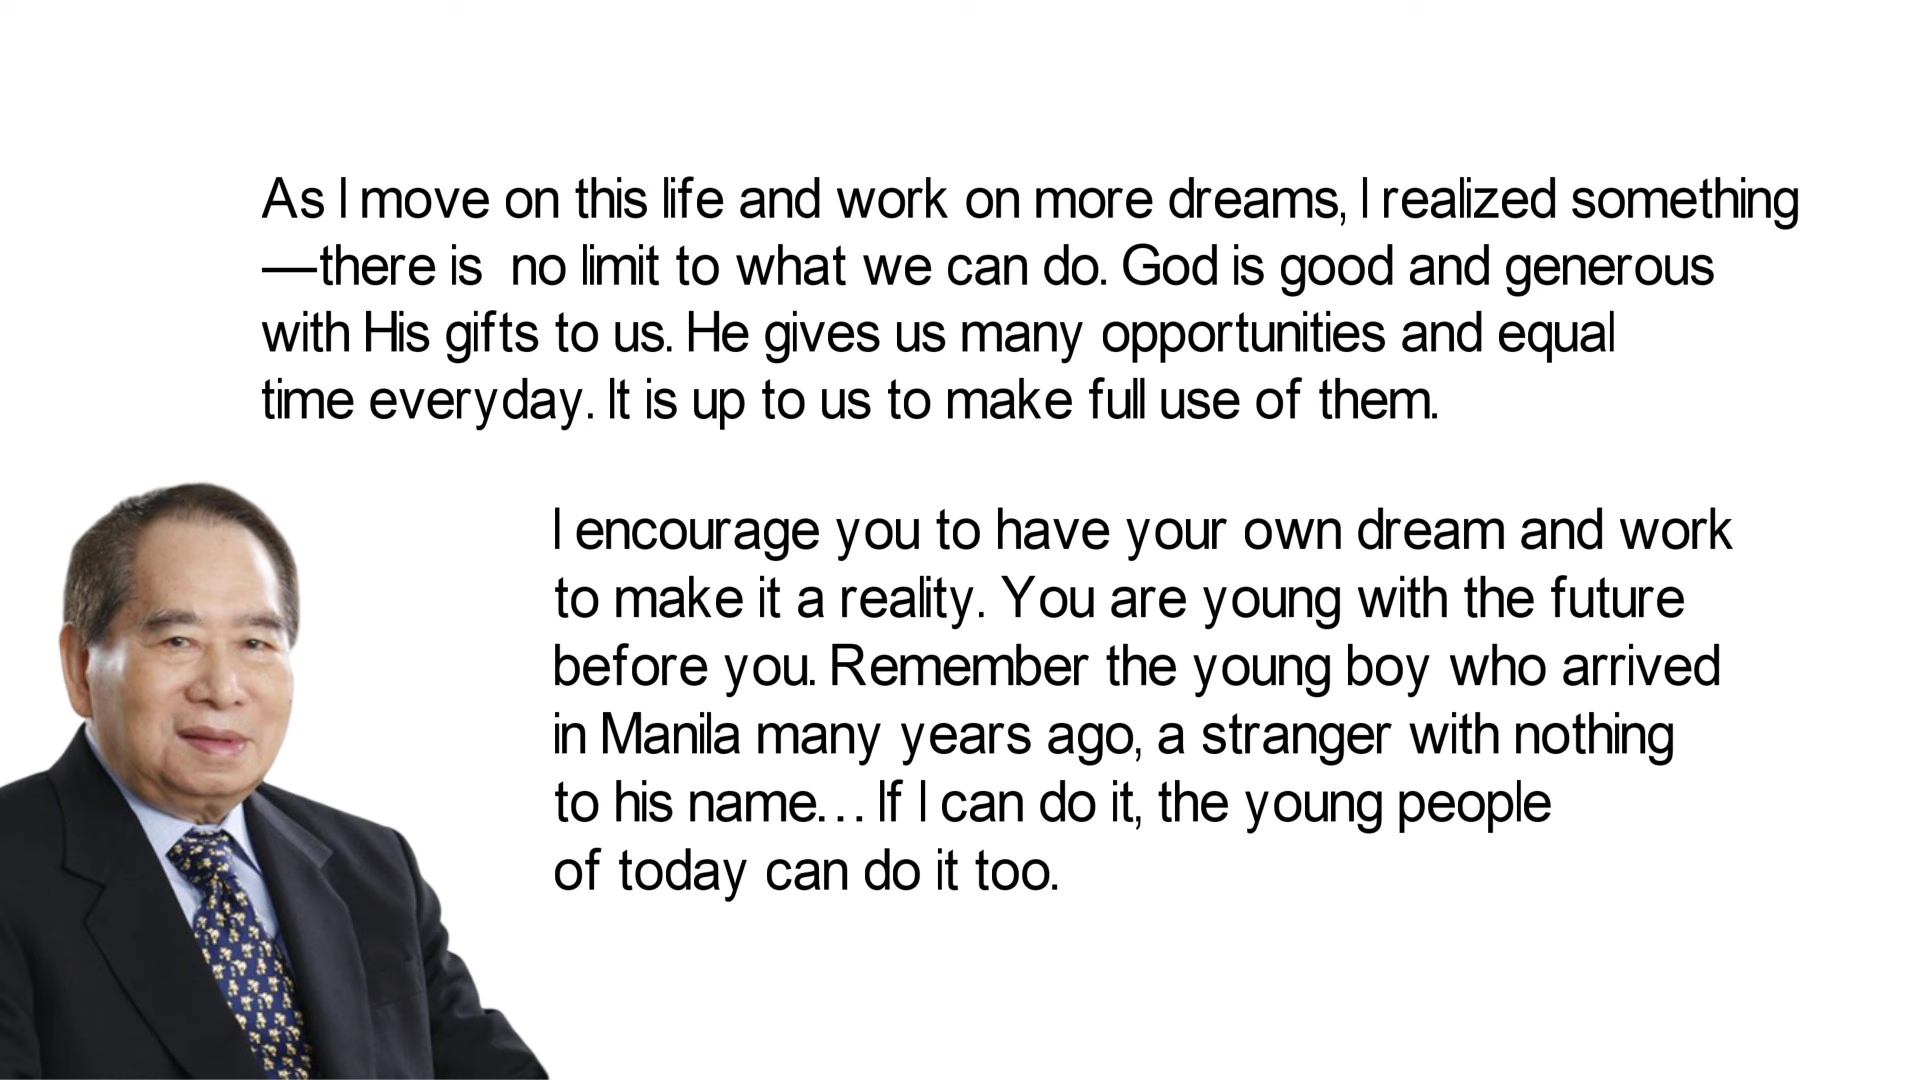 As I move on this life and work on more dreams, I realized something
—there is  no limit to what we can do. God is good and generous
with His gifts to us. He gives us many opportunities and equal
time everyday. It is up to us to make full use of them.
I encourage you to have your own dream and work
to make it a reality. You are young with the future
before you. Remember the young boy who arrived
in Manila many years ago, a stranger with nothing
to his name… If I can do it, the young people
of today can do it too.